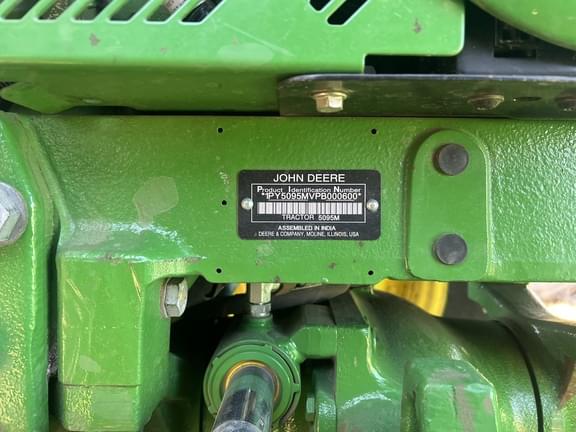 JOHN DEERE
Product Identification Number
*1PY5095MVPB000600*
TRACTOR 5095M
ASSEMBLED IN INDIA
DEERE & COMPANY, MOLINE, ILLINOIS, USA